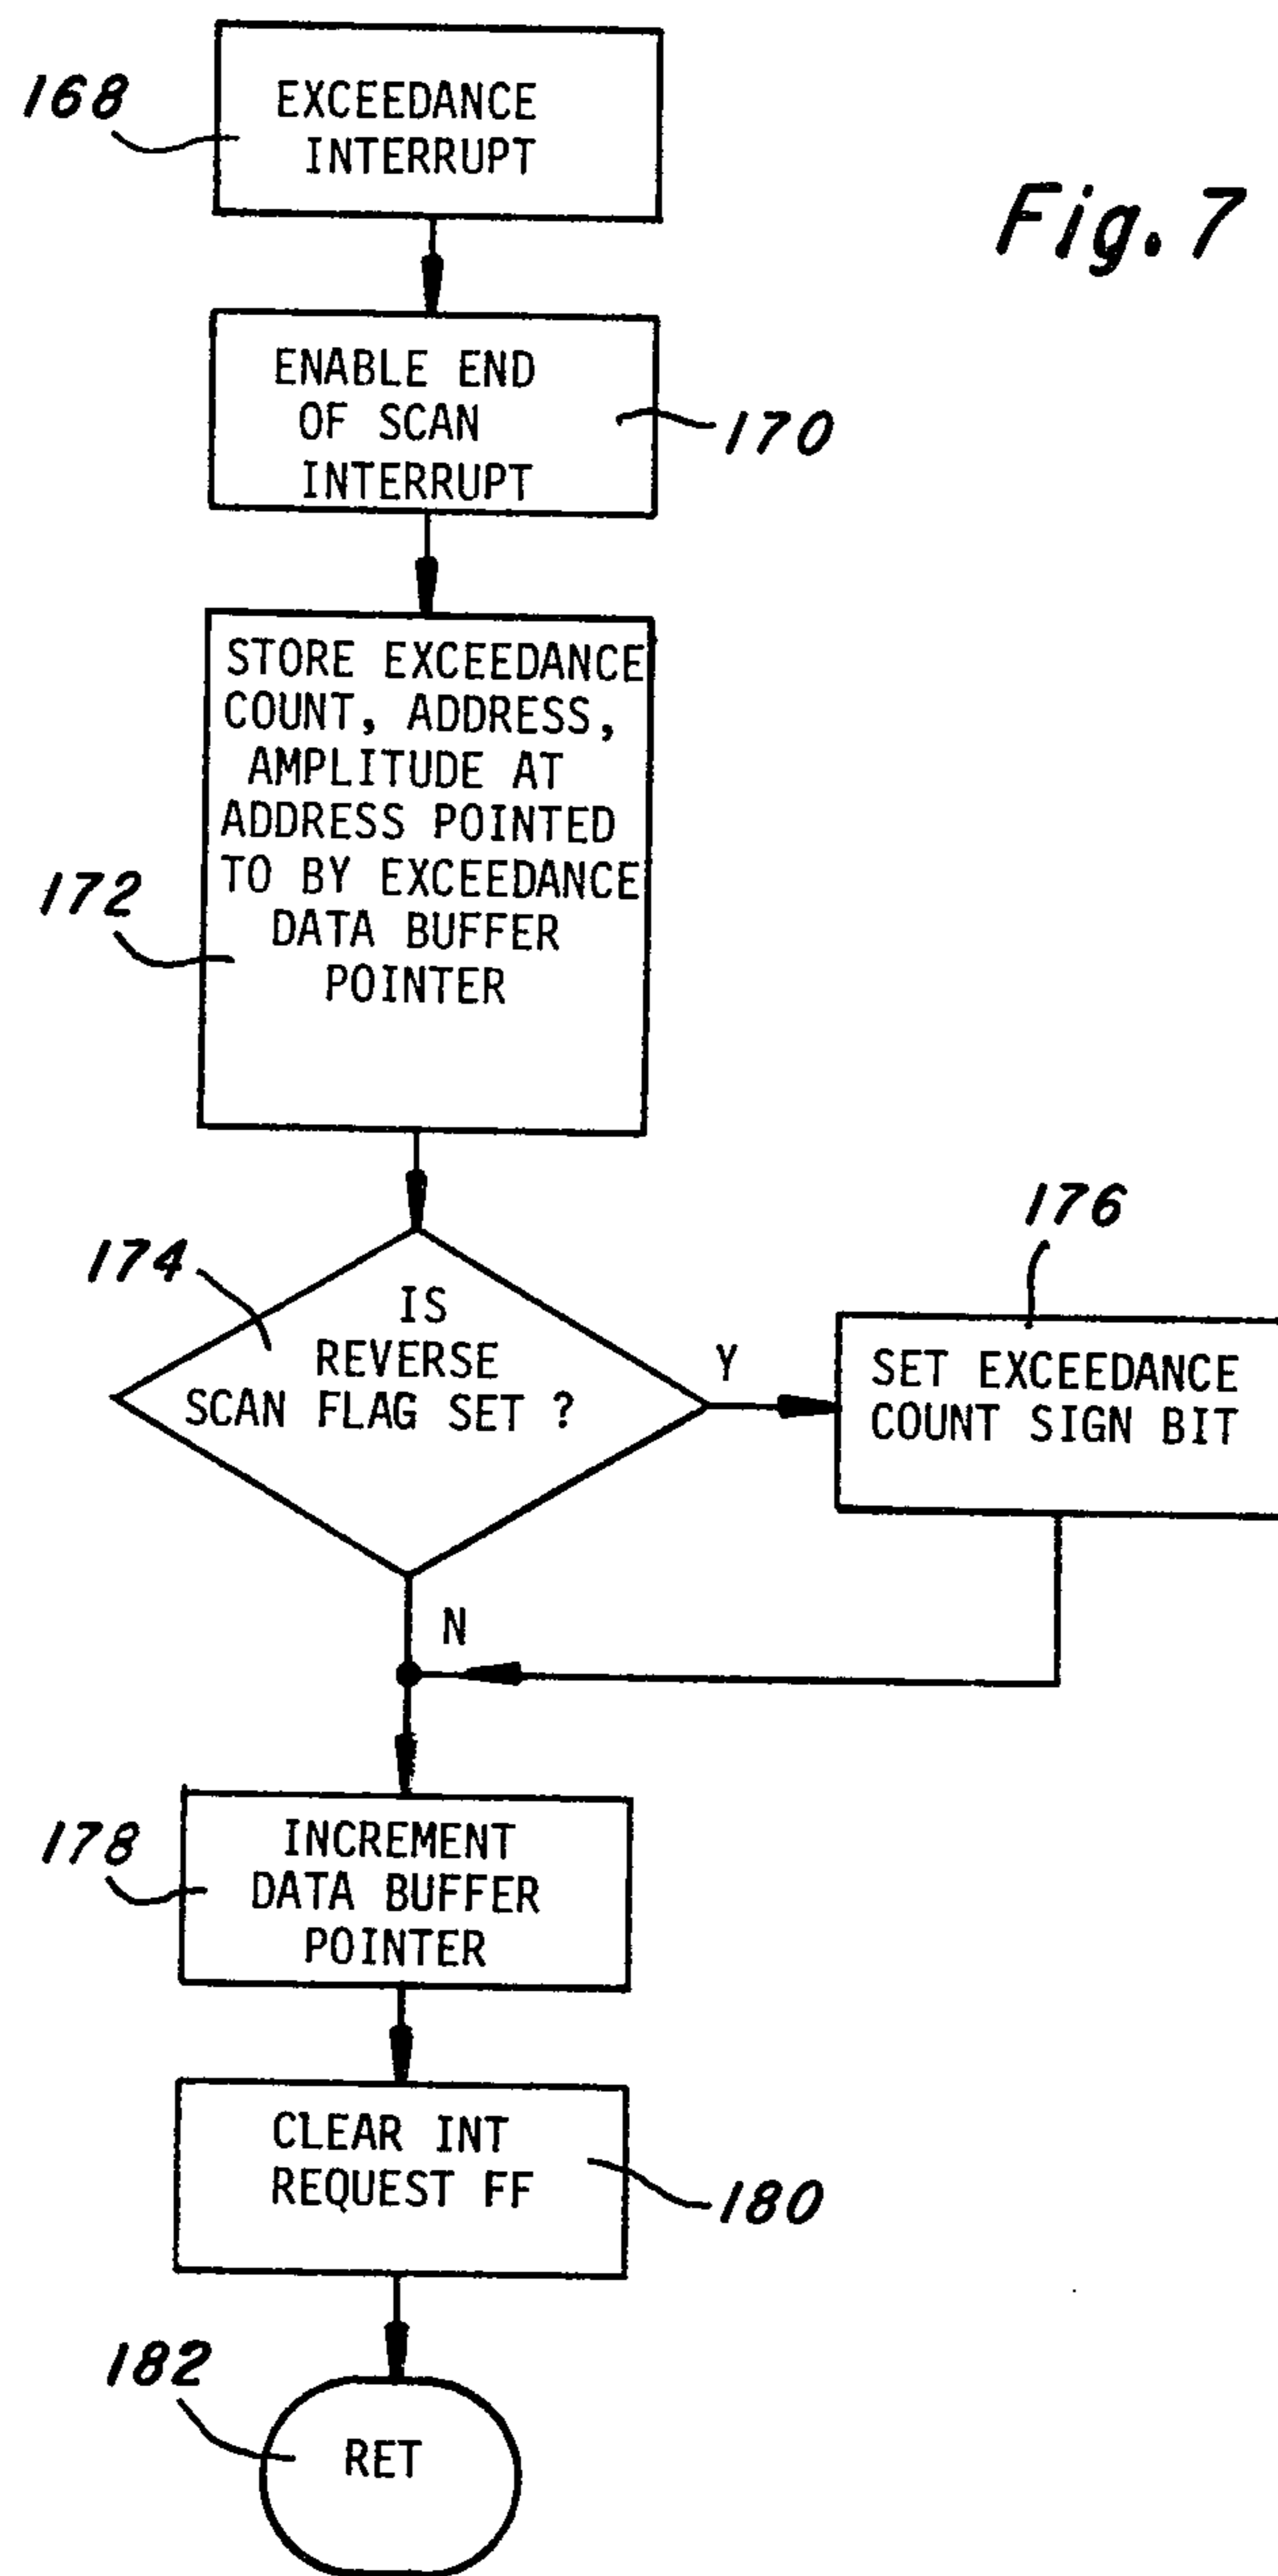 168
EXCEEDANCE
INTERRUPT
Fig. 7
ENABLE END
OF SCAN
INTERRUPT
170
STORE EXCEEDANCE
COUNT, ADDRESS,
AMPLITUDE AT
ADDRESS POINTED
TO BY EXCEEDANCE
DATA BUFFER
POINTER
172
174
IS
REVERSE
SCAN FLAG SET ?
Y
176
SET EXCEEDANCE
COUNT SIGN BIT
N
178
INCREMENT
DATA BUFFER
POINTER
CLEAR INT
REQUEST FF
180
182
RET